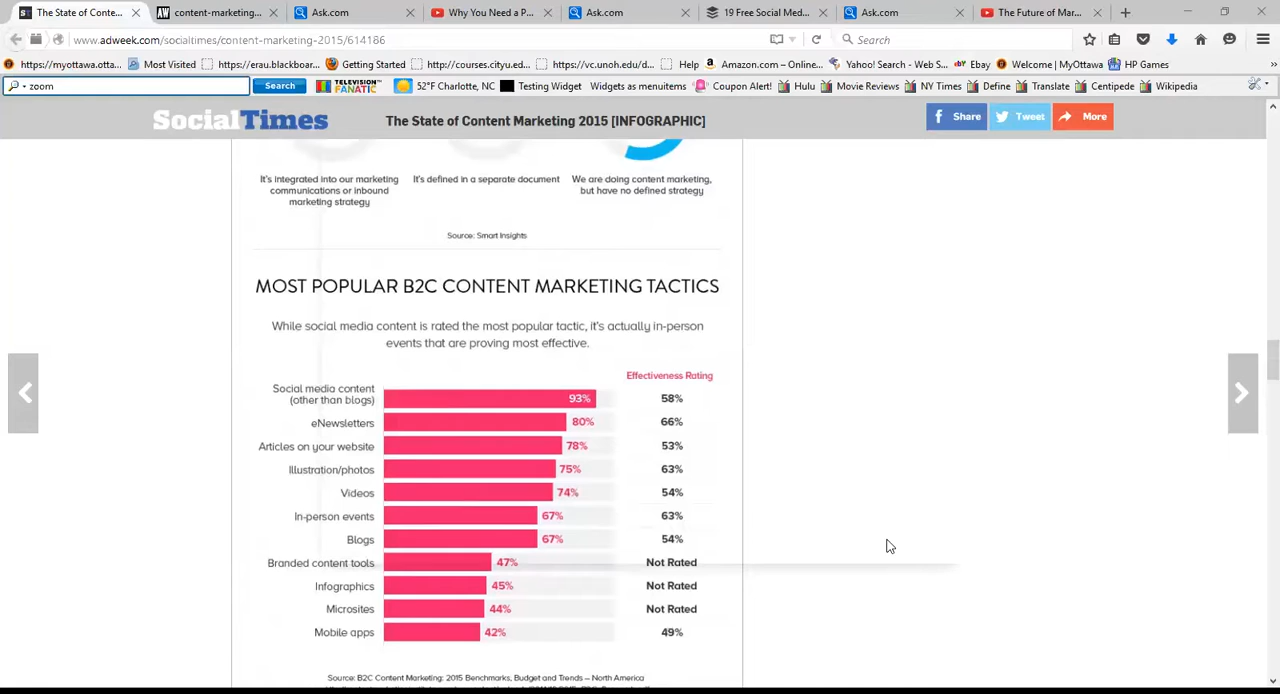 The State of Conte...
content-marketing...
Ask.com
Why You Need a P...
Ask.com
19 Free Social Med...
Ask.com
The Future of Mar...
www.adweek.com/socialtimes/content-marketing-2015/614186
Search
https://myottawa.otta...
Most Visited
https://erau.blackboar...
Getting Started
http://courses.cityu.ed...
https://vc.unoh.edu/d...
Help
Amazon.com – Online...
Yahoo! Search - Web S...
Ebay
Welcome | MyOttawa
HP Games
zoom
Search
TELEVISION FANATIC
52°F Charlotte, NC
Testing Widget
Widgets as menuitems
Coupon Alert!
Hulu
Movie Reviews
NY Times
Define
Translate
Centipede
Wikipedia
SocialTimes
The State of Content Marketing 2015 [INFOGRAPHIC]
Share
Tweet
More
It's integrated into our marketing
communications or inbound
marketing strategy
It's defined in a separate document
We are doing content marketing,
but have no defined strategy
Source: Smart Insights
MOST POPULAR B2C CONTENT MARKETING TACTICS
While social media content is rated the most popular tactic, it's actually in-person
events that are proving most effective.
Effectiveness Rating
Social media content
(other than blogs) 93% 58%
eNewsletters 80% 66%
Articles on your website 78% 53%
Illustration/photos 75% 63%
Videos 74% 54%
In-person events 67% 63%
Blogs 67% 54%
Branded content tools 47% Not Rated
Infographics 45% Not Rated
Microsites 44% Not Rated
Mobile apps 42% 49%
Source: B2C Content Marketing: 2015 Benchmarks, Budget and Trends – North America